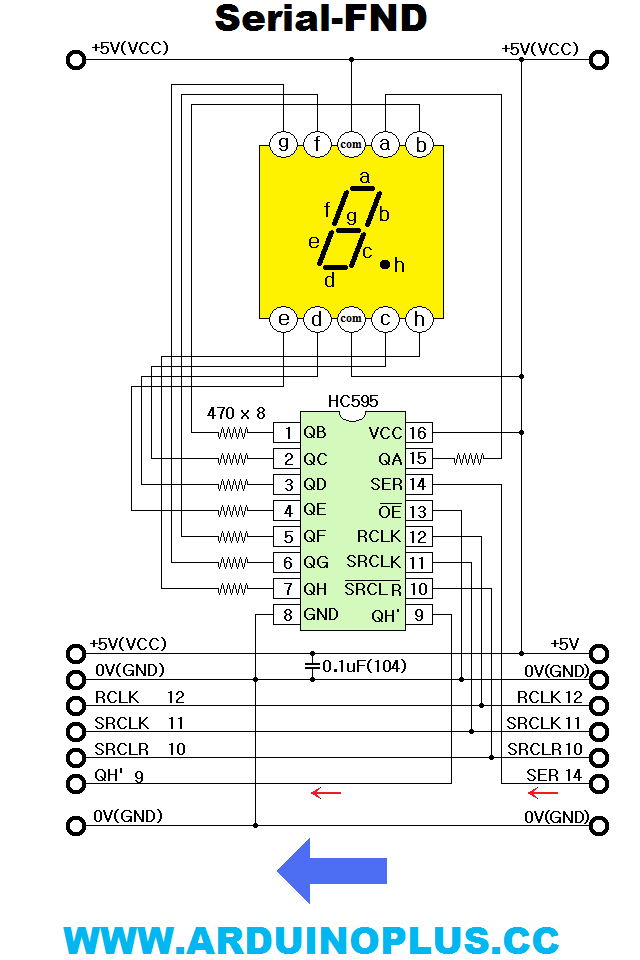 Serial-FND
+5V(VCC) +5V(VCC)
g f com a b
a
f g b
e c
h
d
e d com c h
HC595
470 x 8
1 QB VCC 16
2 QC QA 15
3 QD SER 14
4 QE OE 13
5 QF RCLK 12
6 QG SRCLK 11
7 QH SRCLR 10
8 GND QH' 9
+5V(VCC) +5V
0V(GND) 0.1uF(104) 0V(GND)
RCLK 12 RCLK 12
SRCLK 11 SRCLK 11
SRCLR 10 SRCLR 10
QH' 9 SER 14
0V(GND) 0V(GND)
WWW.ARDUINOPLUS.CC